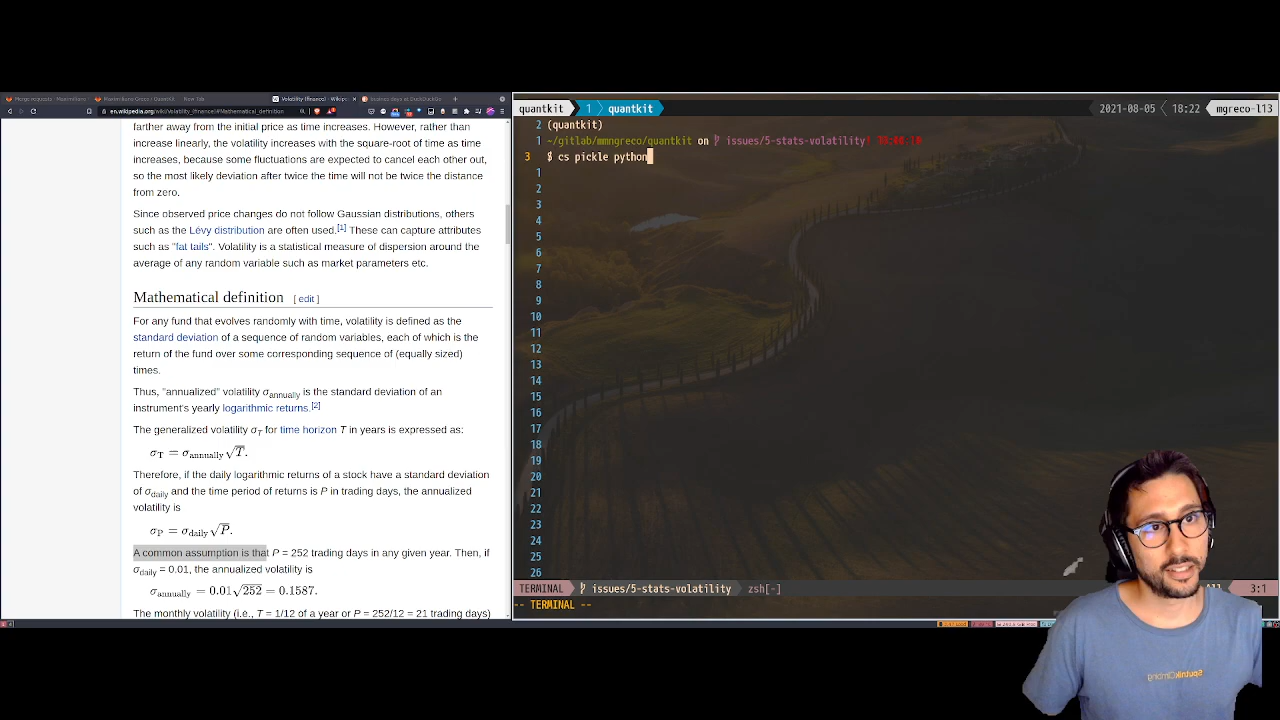 Volatility (finance) - Wikip
en.wikipedia.org/wiki/Volatility_(finance)#Mathematical_definition
farther away from the initial price as time increases. However, rather than
increase linearly, the volatility increases with the square-root of time as time
increases, because some fluctuations are expected to cancel each other out,
so the most likely deviation after twice the time will not be twice the distance
from zero.
Since observed price changes do not follow Gaussian distributions, others
such as the Lévy distribution are often used.[1] These can capture attributes
such as "fat tails". Volatility is a statistical measure of dispersion around the
average of any random variable such as market parameters etc.
Mathematical definition [ edit ]
For any fund that evolves randomly with time, volatility is defined as the
standard deviation of a sequence of random variables, each of which is the
return of the fund over some corresponding sequence of (equally sized)
times.
Thus, "annualized" volatility σannually is the standard deviation of an
instrument's yearly logarithmic returns.[2]
The generalized volatility σT for time horizon T in years is expressed as:
σT = σannually√T.
Therefore, if the daily logarithmic returns of a stock have a standard deviation
of σdaily and the time period of returns is P in trading days, the annualized
volatility is
σP = σdaily√P.
A common assumption is that P = 252 trading days in any given year. Then, if
σdaily = 0.01, the annualized volatility is
σannually = 0.01√252 = 0.1587.
The monthly volatility (i.e., T = 1/12 of a year or P = 252/12 = 21 trading days)
quantkit 1 quantkit 2021-08-05 18:22 mgreco-l13
2 (quantkit)
1 ~/gitlab/mmngreco/quantkit on issues/5-stats-volatility!
3 $ cs pickle python
1
2
3
4
5
6
7
8
9
10
11
12
13
14
15
16
17
18
19
20
21
22
23
24
25
26
TERMINAL issues/5-stats-volatility zsh[-] 3:1
-- TERMINAL --